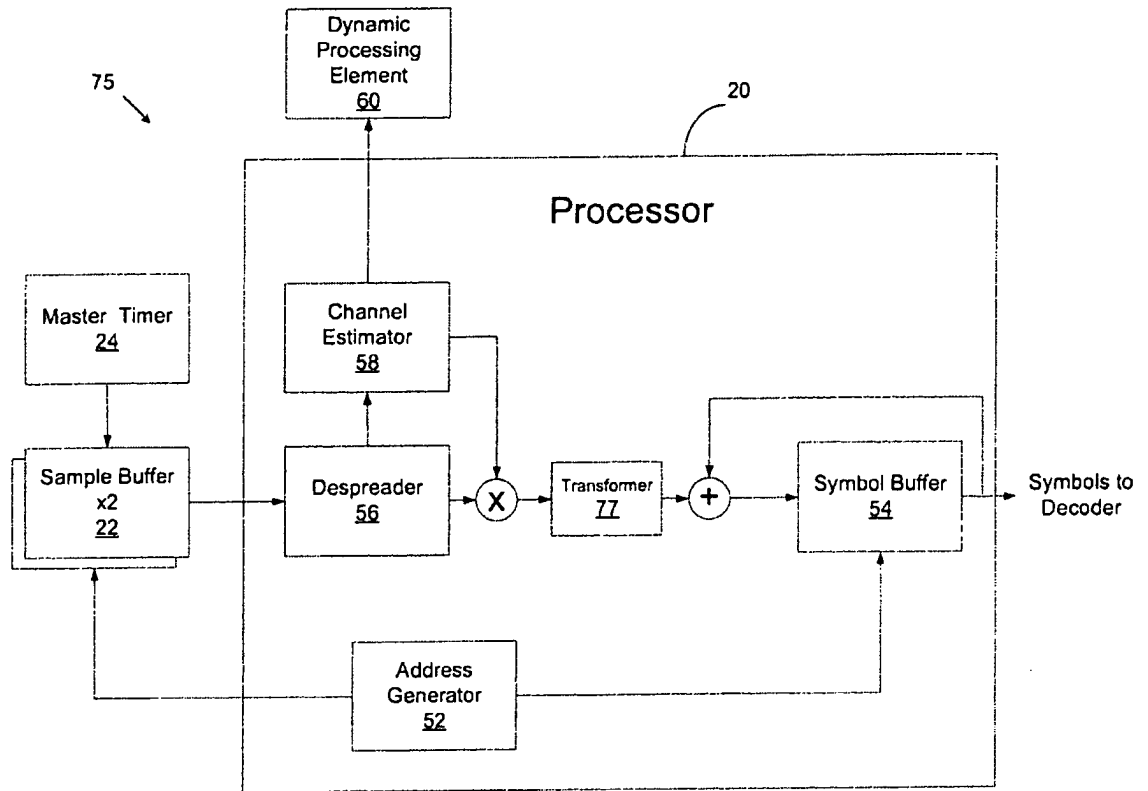 Dynamic
Processing
Element
60
75
20
Processor
Master Timer
24
Channel
Estimator
58
Sample Buffer
x2
22
Despreader
56
X
Transformer
77
+
Symbol Buffer
54
Symbols to
Decoder
Address
Generator
52